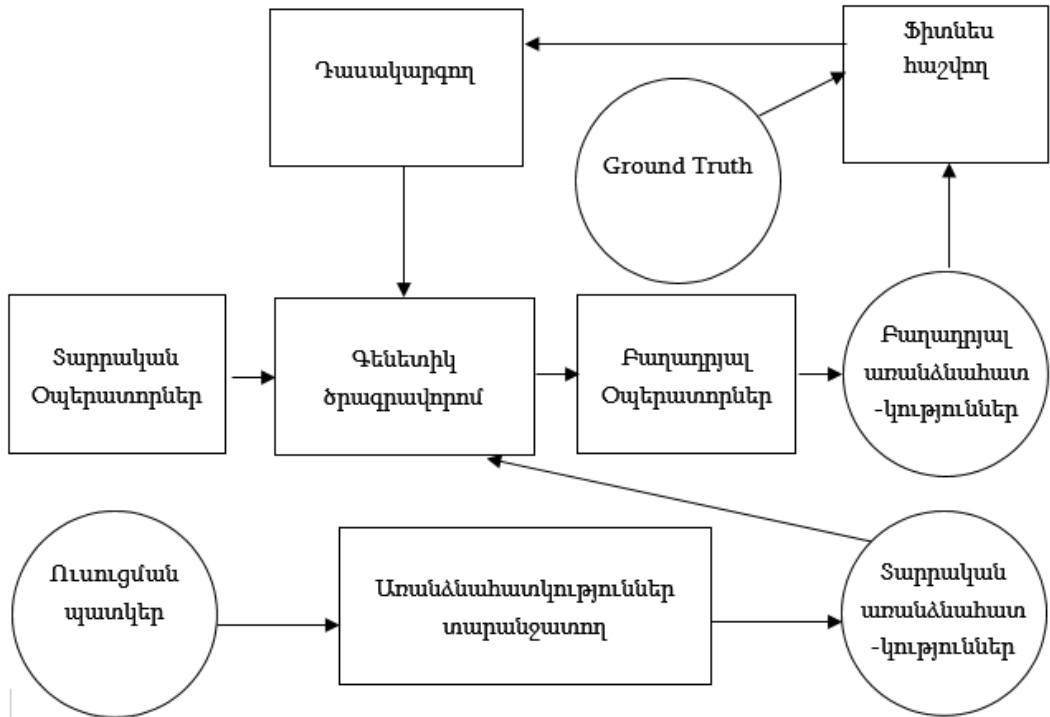 Դասակարգող
Ֆիտնես
հաշվող
Ground Truth
Տարրական
Օպերատորներ
Գենետիկ
ծրագրավորոմ
Բաղադրյալ
Օպերատորներ
Բաղադրյալ
առանձնահատ
-կություններ
Ուսուցման
պատկեր
Առանձնահատկություններ
տարանջատող
Տարրական
առանձնահատ
-կություններ